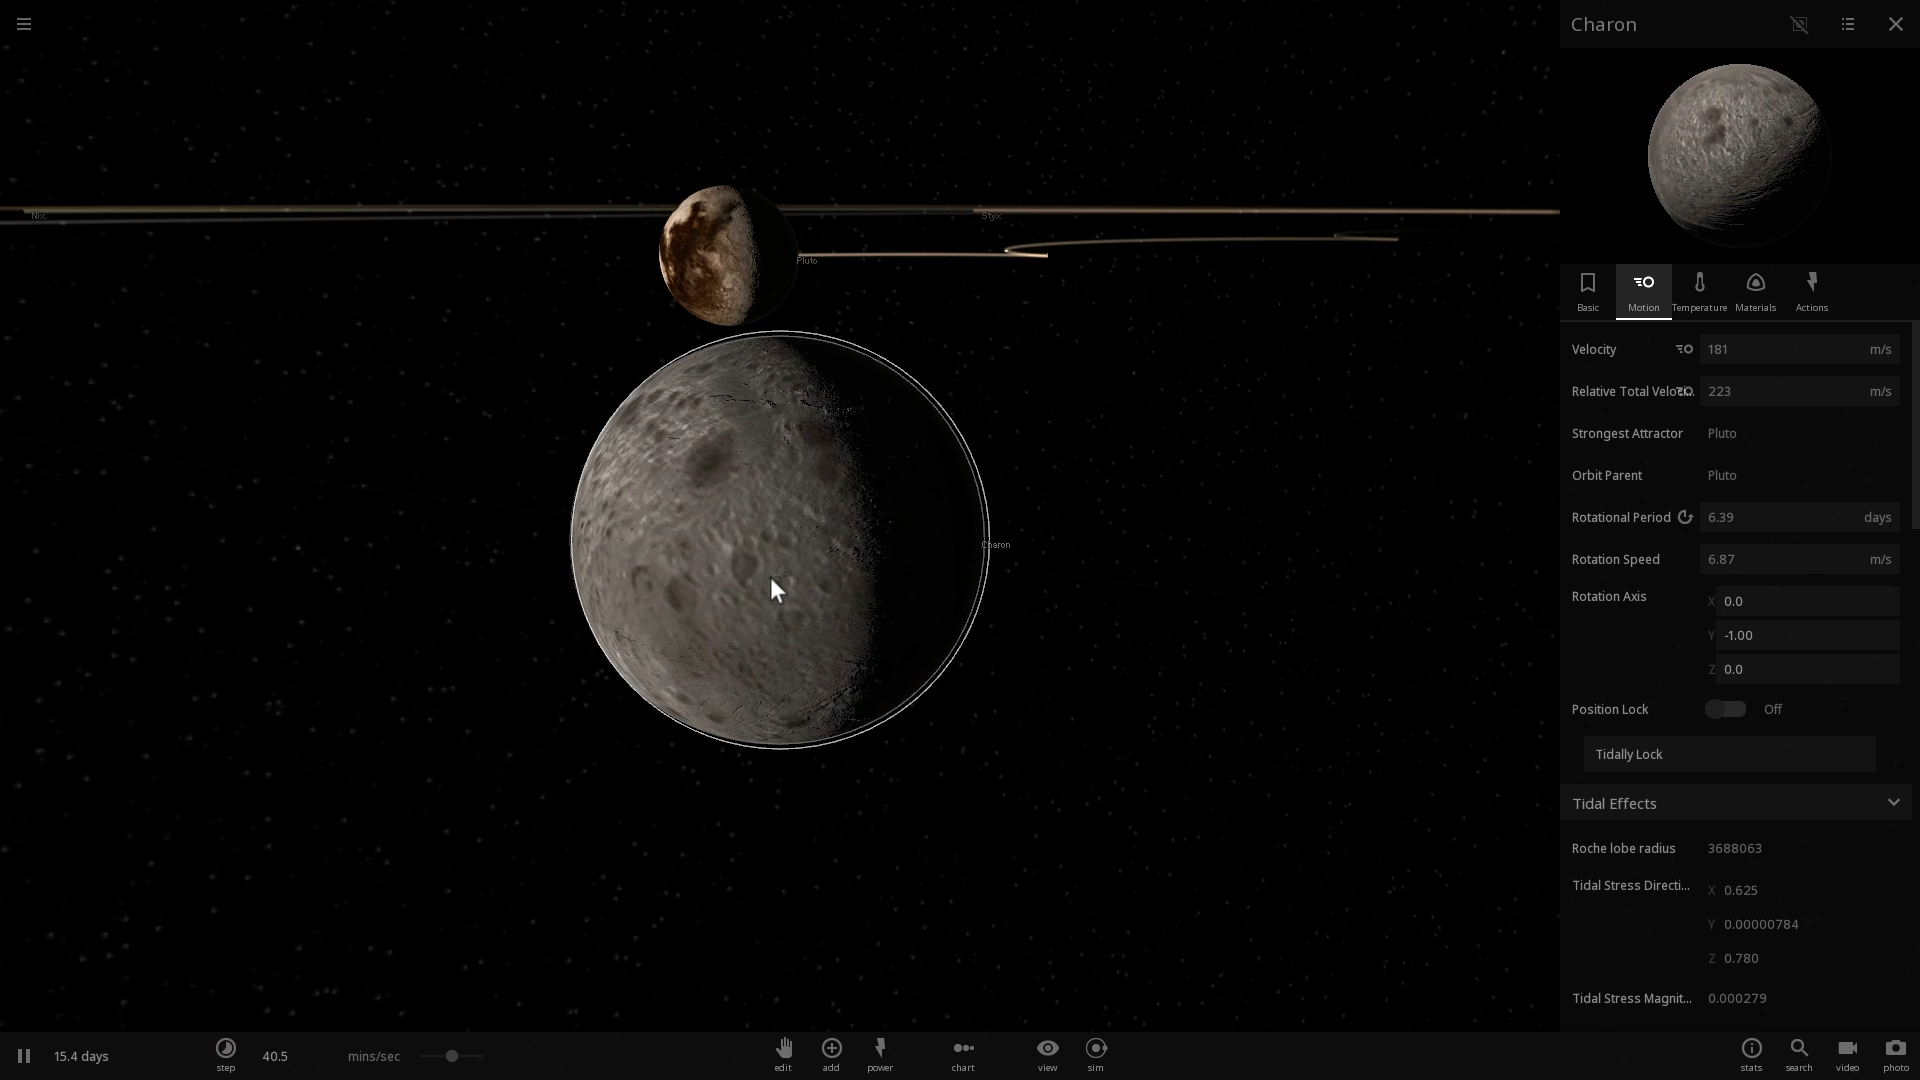 Charon
Nix
Styx
Pluto
Charon
Basic
Motion
Temperature
Materials
Actions
Velocity 181 m/s
Relative Total Veloci... 223 m/s
Strongest Attractor Pluto
Orbit Parent Pluto
Rotational Period 6.39 days
Rotation Speed 6.87 m/s
Rotation Axis X 0.0
Y -1.00
Z 0.0
Position Lock Off
Tidally Lock
Tidal Effects
Roche lobe radius 3688063
Tidal Stress Directi... X 0.625
Y 0.00000784
Z 0.780
Tidal Stress Magnit... 0.000279
15.4 days
step
40.5 mins/sec
edit
add
power
chart
view
sim
stats
search
video
photo